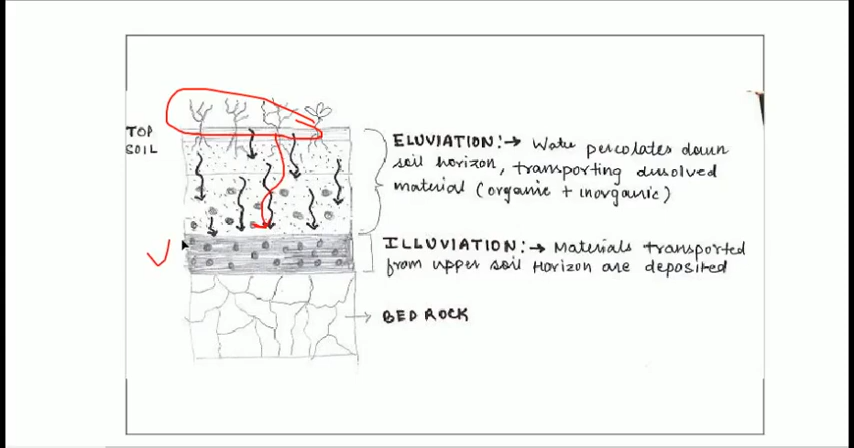 TOP
SOIL
ELUVIATION:→ Water percolates down
soil horizon, transporting dissolved
material (organic + inorganic)
ILLUVIATION:→ Materials transported
from upper soil Horizon are deposited
BED ROCK